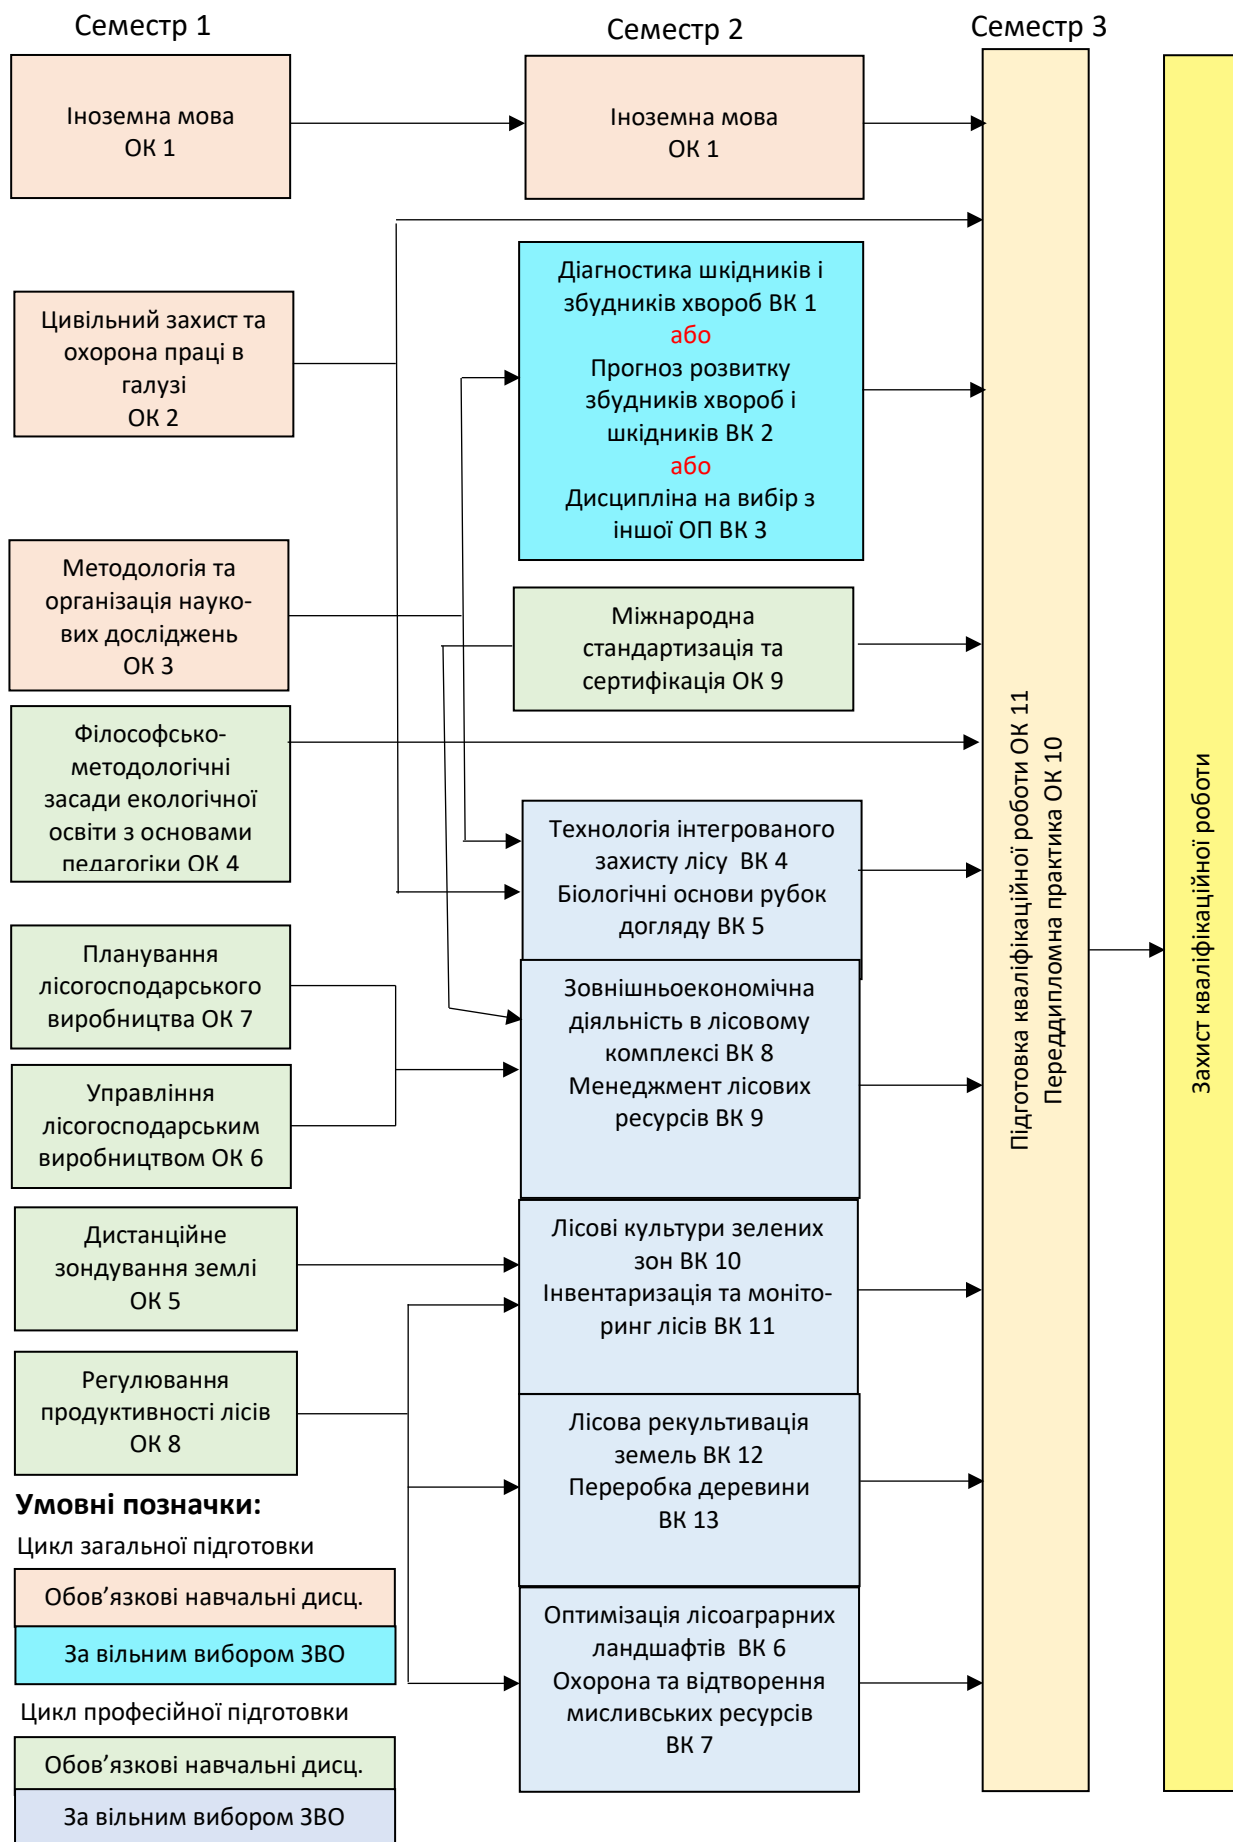 Семестр 1
Семестр 2
Семестр 3
Іноземна мова
ОК 1
Іноземна мова
ОК 1
Цивільний захист та
охорона праці в
галузі
ОК 2
Діагностика шкідників і
збудників хвороб ВК 1
або
Прогноз розвитку
збудників хвороб і
шкідників ВК 2
або
Дисципліна на вибір з
іншої ОП ВК 3
Методологія та
організація науко-
вих досліджень
ОК 3
Міжнародна
стандартизація та
сертифікація ОК 9
Філософсько-
методологічні
засади екологічної
освіти з основами
педагогіки ОК 4
Технологія інтегрованого
захисту лісу ВК 4
Біологічні основи рубок
догляду ВК 5
Планування
лісогосподарського
виробництва ОК 7
Зовнішньоекономічна
діяльність в лісовому
комплексі ВК 8
Менеджмент лісових
ресурсів ВК 9
Управління
лісогосподарським
виробництвом ОК 6
Дистанційне
зондування землі
ОК 5
Лісові культури зелених
зон ВК 10
Інвентаризація та моніто-
ринг лісів ВК 11
Регулювання
продуктивності лісів
ОК 8
Лісова рекультивація
земель ВК 12
Переробка деревини
ВК 13
Оптимізація лісоаграрних
ландшафтів ВК 6
Охорона та відтворення
мисливських ресурсів
ВК 7
Підготовка кваліфікаційної роботи ОК 11
Переддипломна практика ОК 10
Захист кваліфікаційної роботи
Умовні позначки:
Цикл загальної підготовки
Обов’язкові навчальні дисц.
За вільним вибором ЗВО
Цикл професійної підготовки
Обов’язкові навчальні дисц.
За вільним вибором ЗВО